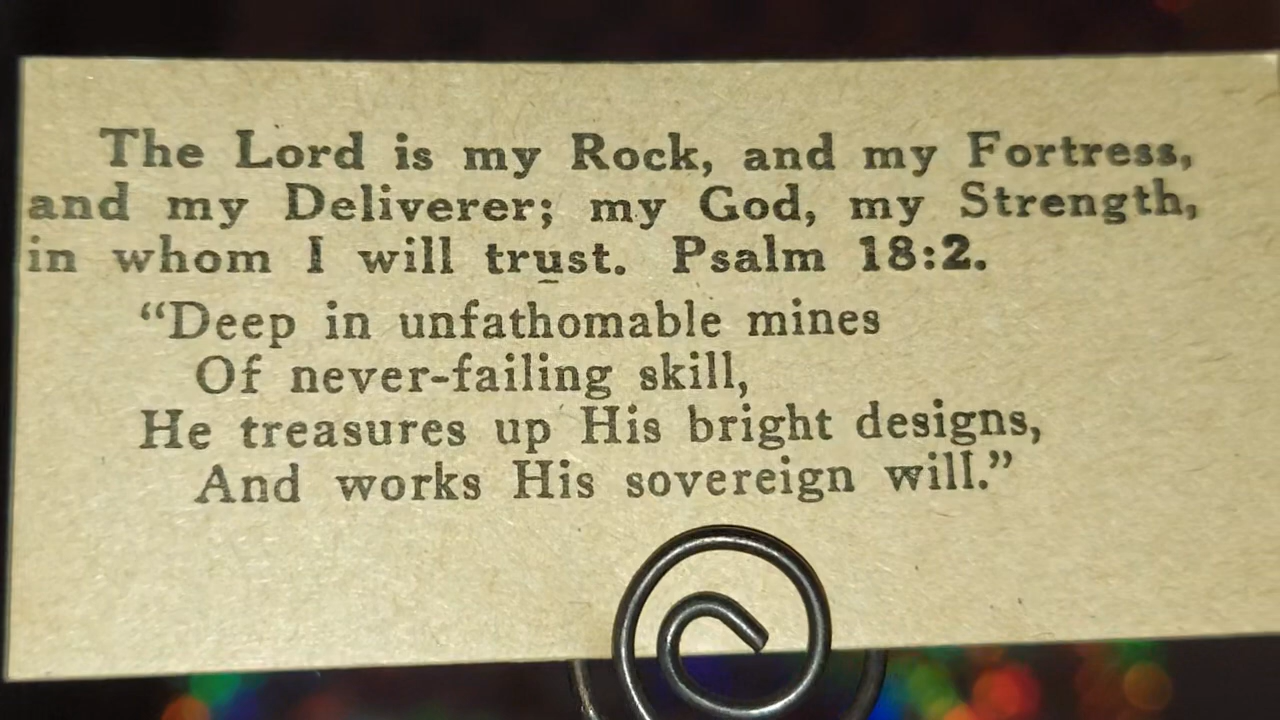 The Lord is my Rock, and my Fortress,
and my Deliverer; my God, my Strength,
in whom I will trust. Psalm 18:2.
“Deep in unfathomable mines
Of never-failing skill,
He treasures up His bright designs,
And works His sovereign will.”